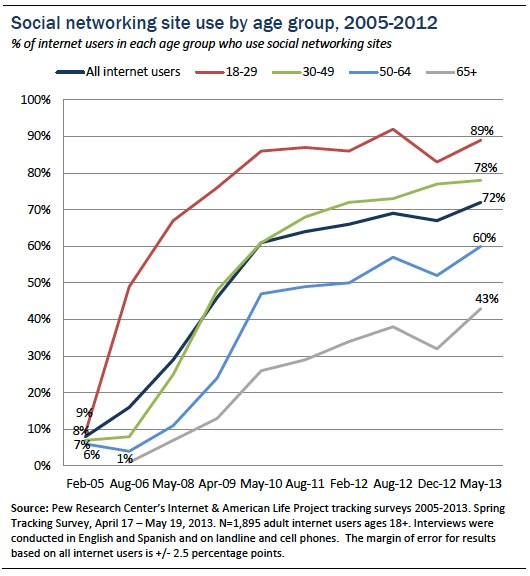 Social networking site use by age group, 2005-2012
% of internet users in each age group who use social networking sites
All internet users 18-29 30-49 50-64 65+
100%
90%
80%
70%
60%
50%
40%
30%
20%
10%
0%
89%
78%
72%
60%
43%
9%
8%
7%
6%
1%
Feb-05 Aug-06 May-08 Apr-09 May-10 Aug-11 Feb-12 Aug-12 Dec-12 May-13
Source: Pew Research Center's Internet & American Life Project tracking surveys 2005-2013. Spring
Tracking Survey, April 17 – May 19, 2013. N=1,895 adult internet users ages 18+. Interviews were
conducted in English and Spanish and on landline and cell phones. The margin of error for results
based on all internet users is +/- 2.5 percentage points.